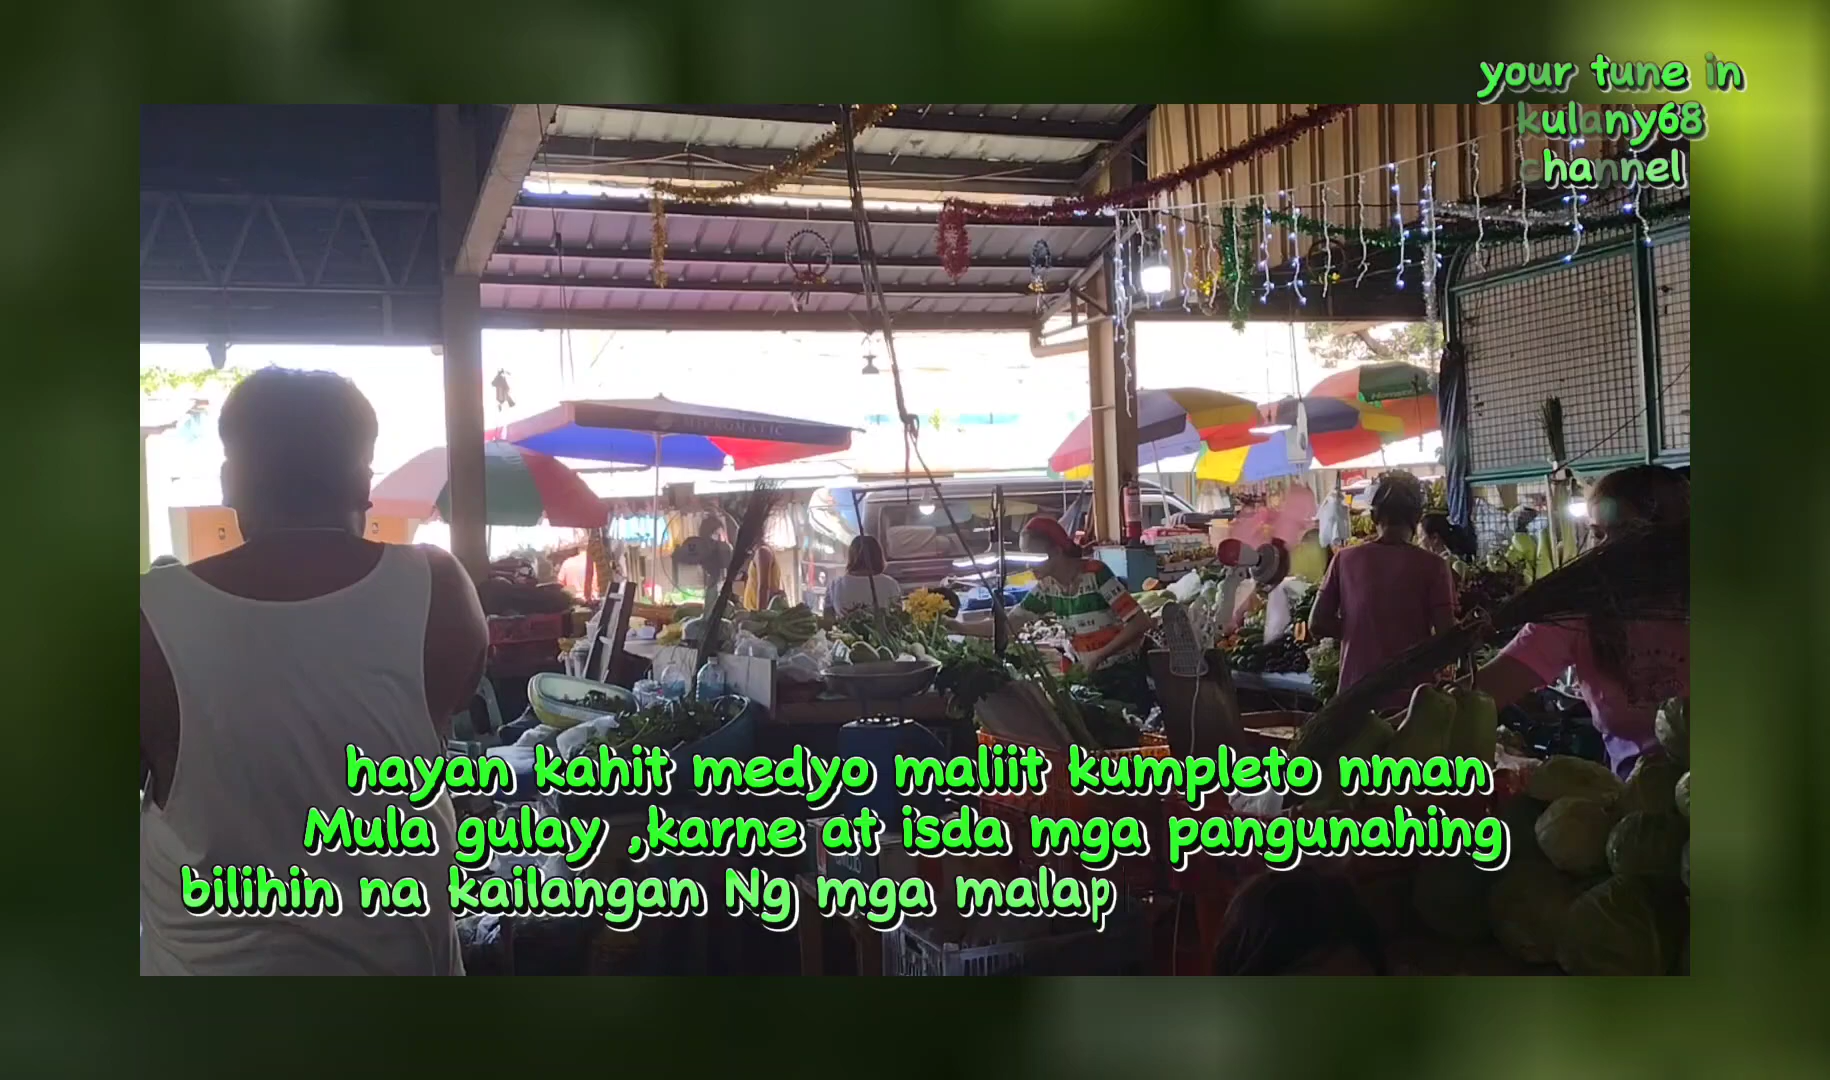 your tune in
kulany68
channel
MICROMATIC
hayan kahit medyo maliit kumpleto nman
Mula gulay ,karne at isda mga pangunahing
bilihin na kailangan Ng mga malap